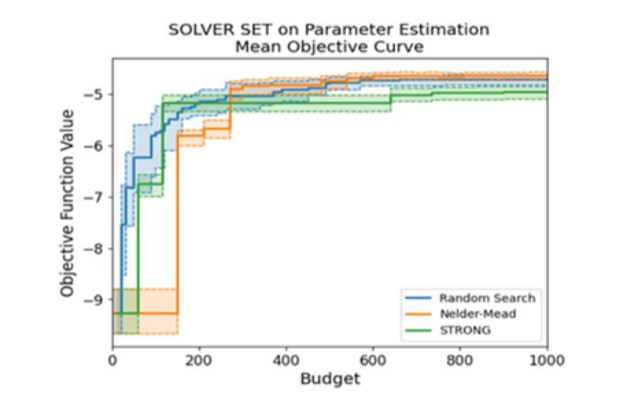 SOLVER SET on Parameter Estimation
Mean Objective Curve
Objective Function Value
−5
−6
−7
−8
−9
0
200
400
600
800
1000
Budget
Random Search
Nelder-Mead
STRONG